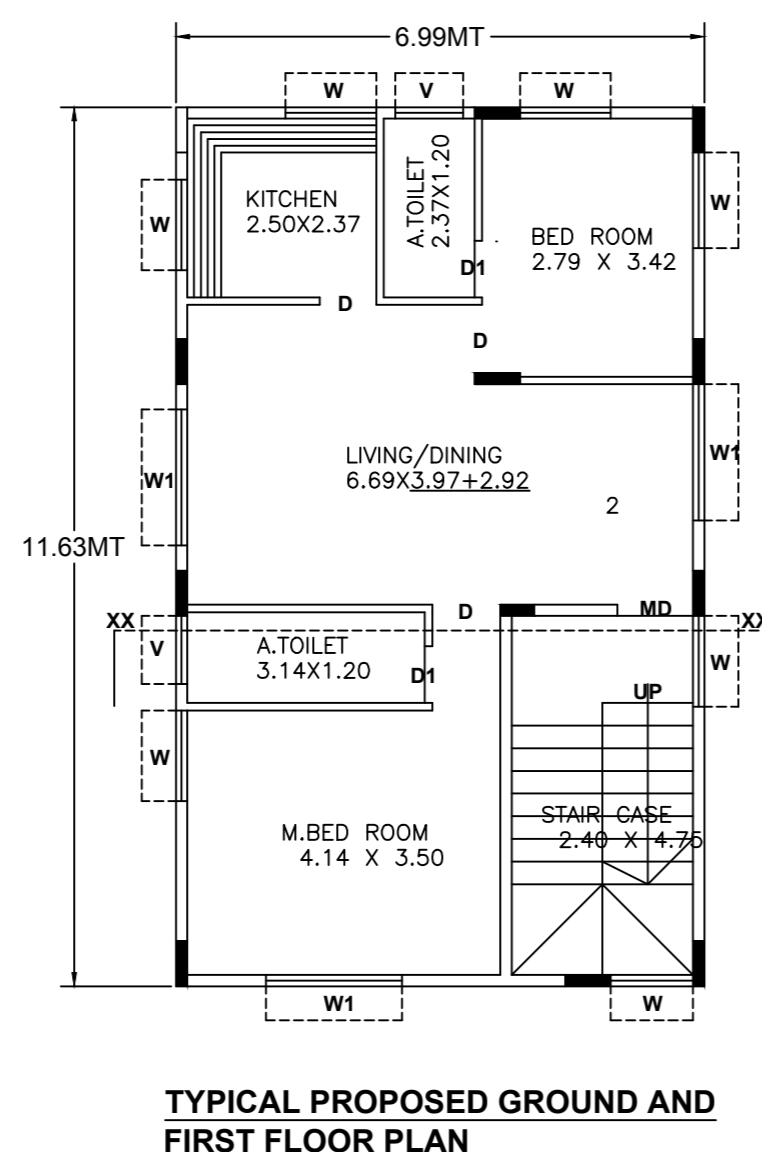 6.99MT
W
V
W
KITCHEN
2.50X2.37
A.TOILET
2.37X1.20
W
W
BED ROOM
2.79 X 3.42
D1
D
D
LIVING/DINING
6.69X3.97+2.92
W1
W1
2
11.63MT
D
MD
XX
XX
V
A.TOILET
3.14X1.20
D1
W
UP
W
STAIR CASE
2.40 X 4.75
M.BED ROOM
4.14 X 3.50
W1
W
TYPICAL PROPOSED GROUND AND
FIRST FLOOR PLAN